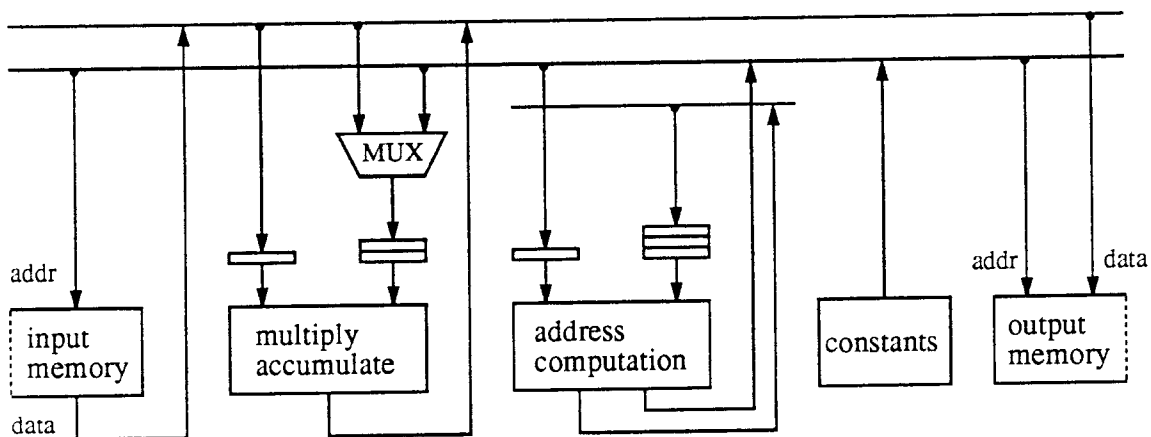 MUX
addr
input
memory
data
multiply
accumulate
address
computation
constants
addr
data
output
memory